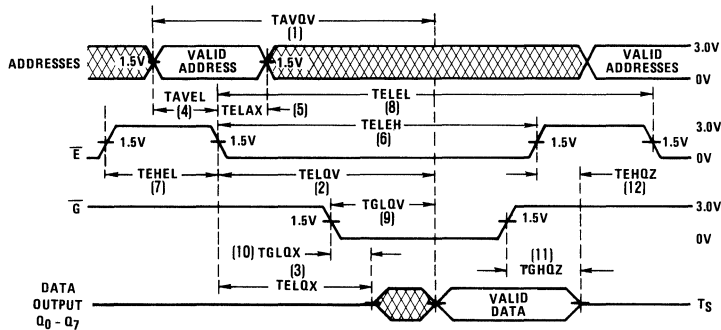 TAVQV
(1)
ADDRESSES 1.5V VALID ADDRESS 1.5V VALID ADDRESSES 3.0V
0V
TAVEL TELAX TELEL
(4) (5) (8)
TELEH
(6)
3.0V
E 1.5V 1.5V 1.5V 1.5V
0V
TEHEL TELQV TEHQZ
(7) (2) (12)
G TGLQV 3.0V
1.5V (9) 1.5V
0V
(10) TGLQX (11)
(3) TGHQZ
TELQX
DATA OUTPUT Q0 - Q7 VALID DATA TS